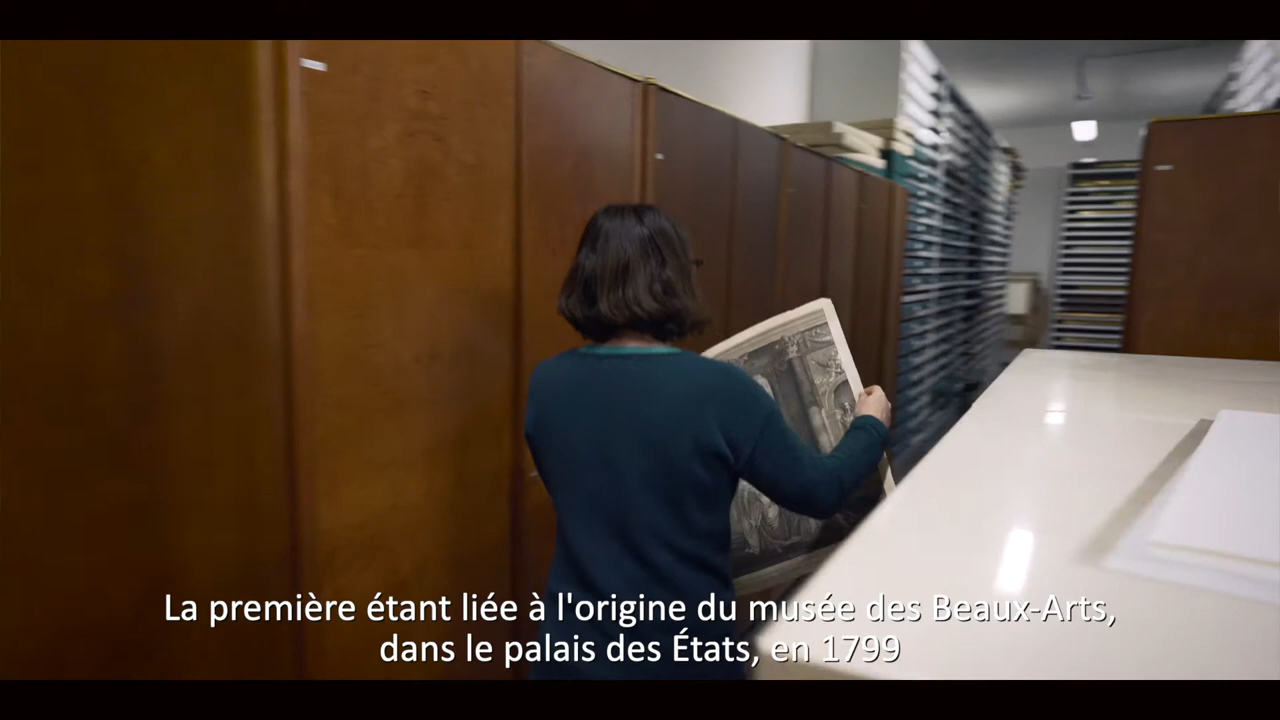 La première étant liée à l'origine du musée des Beaux-Arts,
dans le palais des États, en 1799